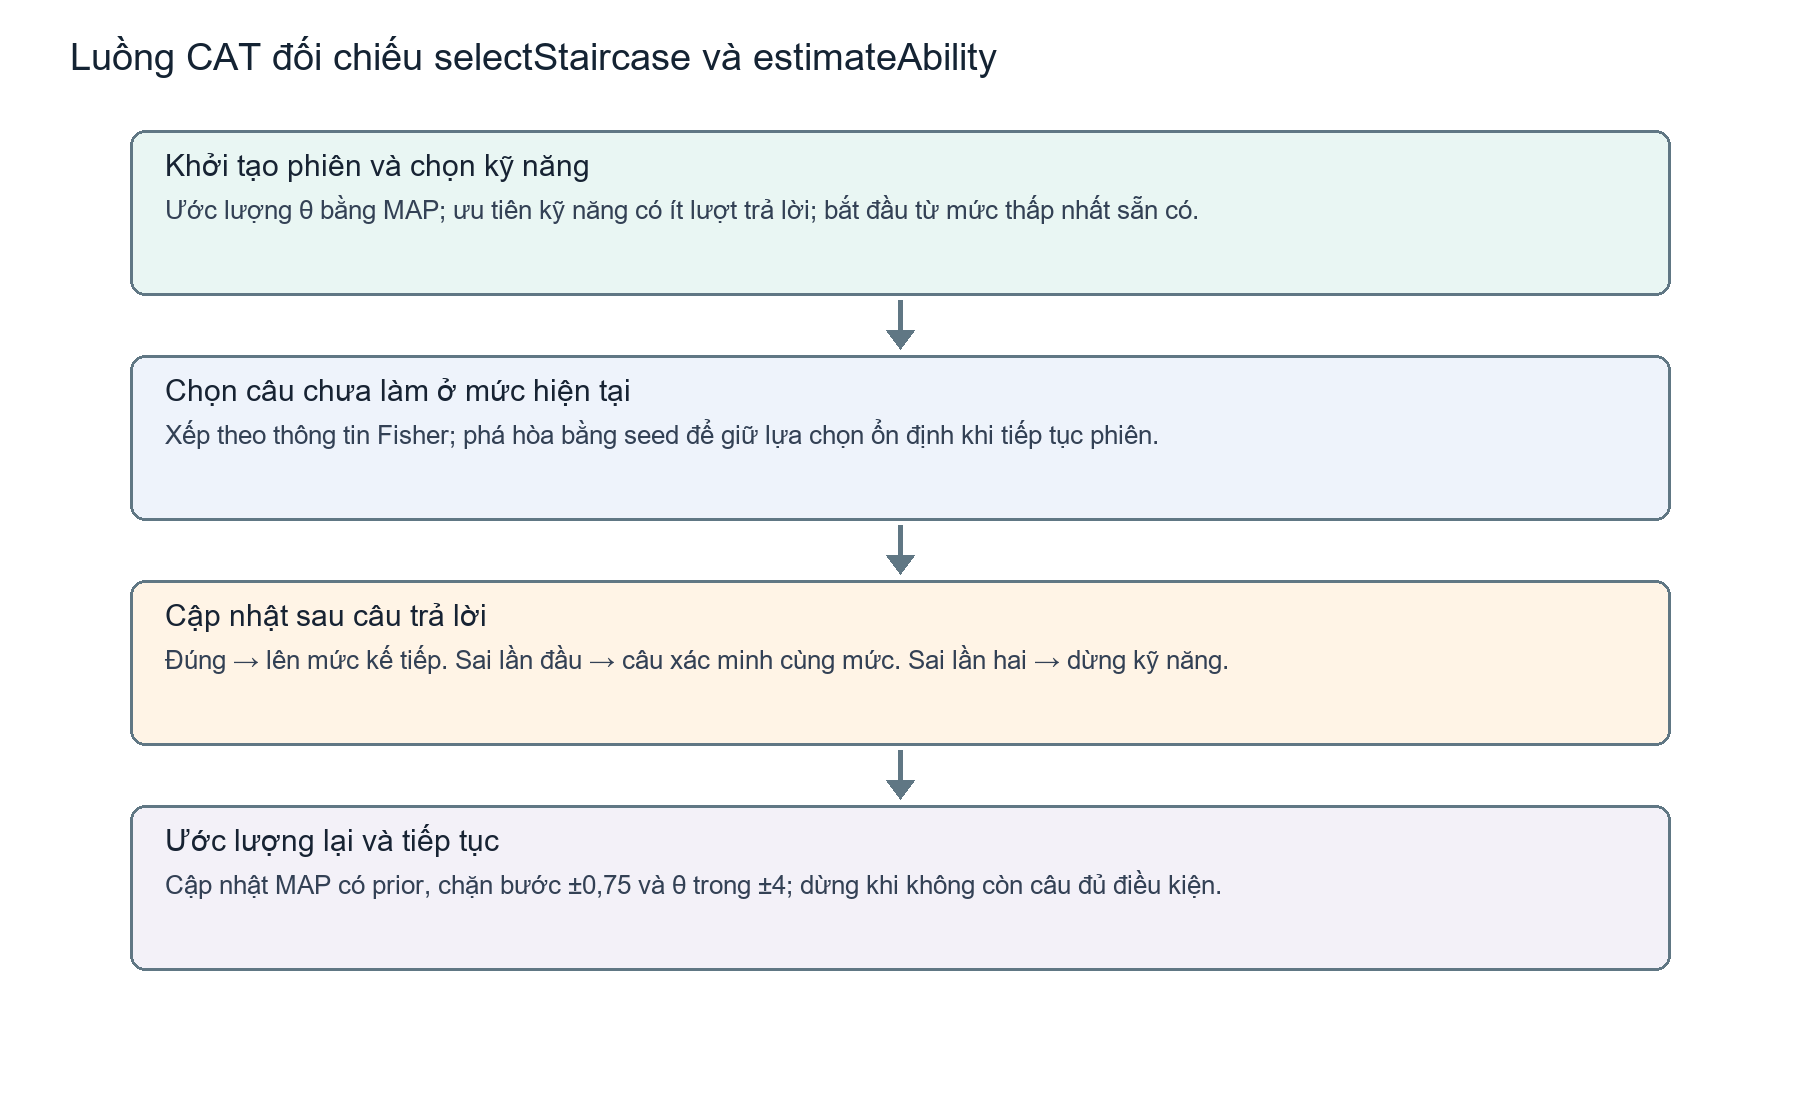 Luồng CAT đối chiếu selectStaircase và estimateAbility
Khởi tạo phiên và chọn kỹ năng
Ước lượng θ bằng MAP; ưu tiên kỹ năng có ít lượt trả lời; bắt đầu từ mức thấp nhất sẵn có.
Chọn câu chưa làm ở mức hiện tại
Xếp theo thông tin Fisher; phá hòa bằng seed để giữ lựa chọn ổn định khi tiếp tục phiên.
Cập nhật sau câu trả lời
Đúng → lên mức kế tiếp. Sai lần đầu → câu xác minh cùng mức. Sai lần hai → dừng kỹ năng.
Ước lượng lại và tiếp tục
Cập nhật MAP có prior, chặn bước ±0,75 và θ trong ±4; dừng khi không còn câu đủ điều kiện.